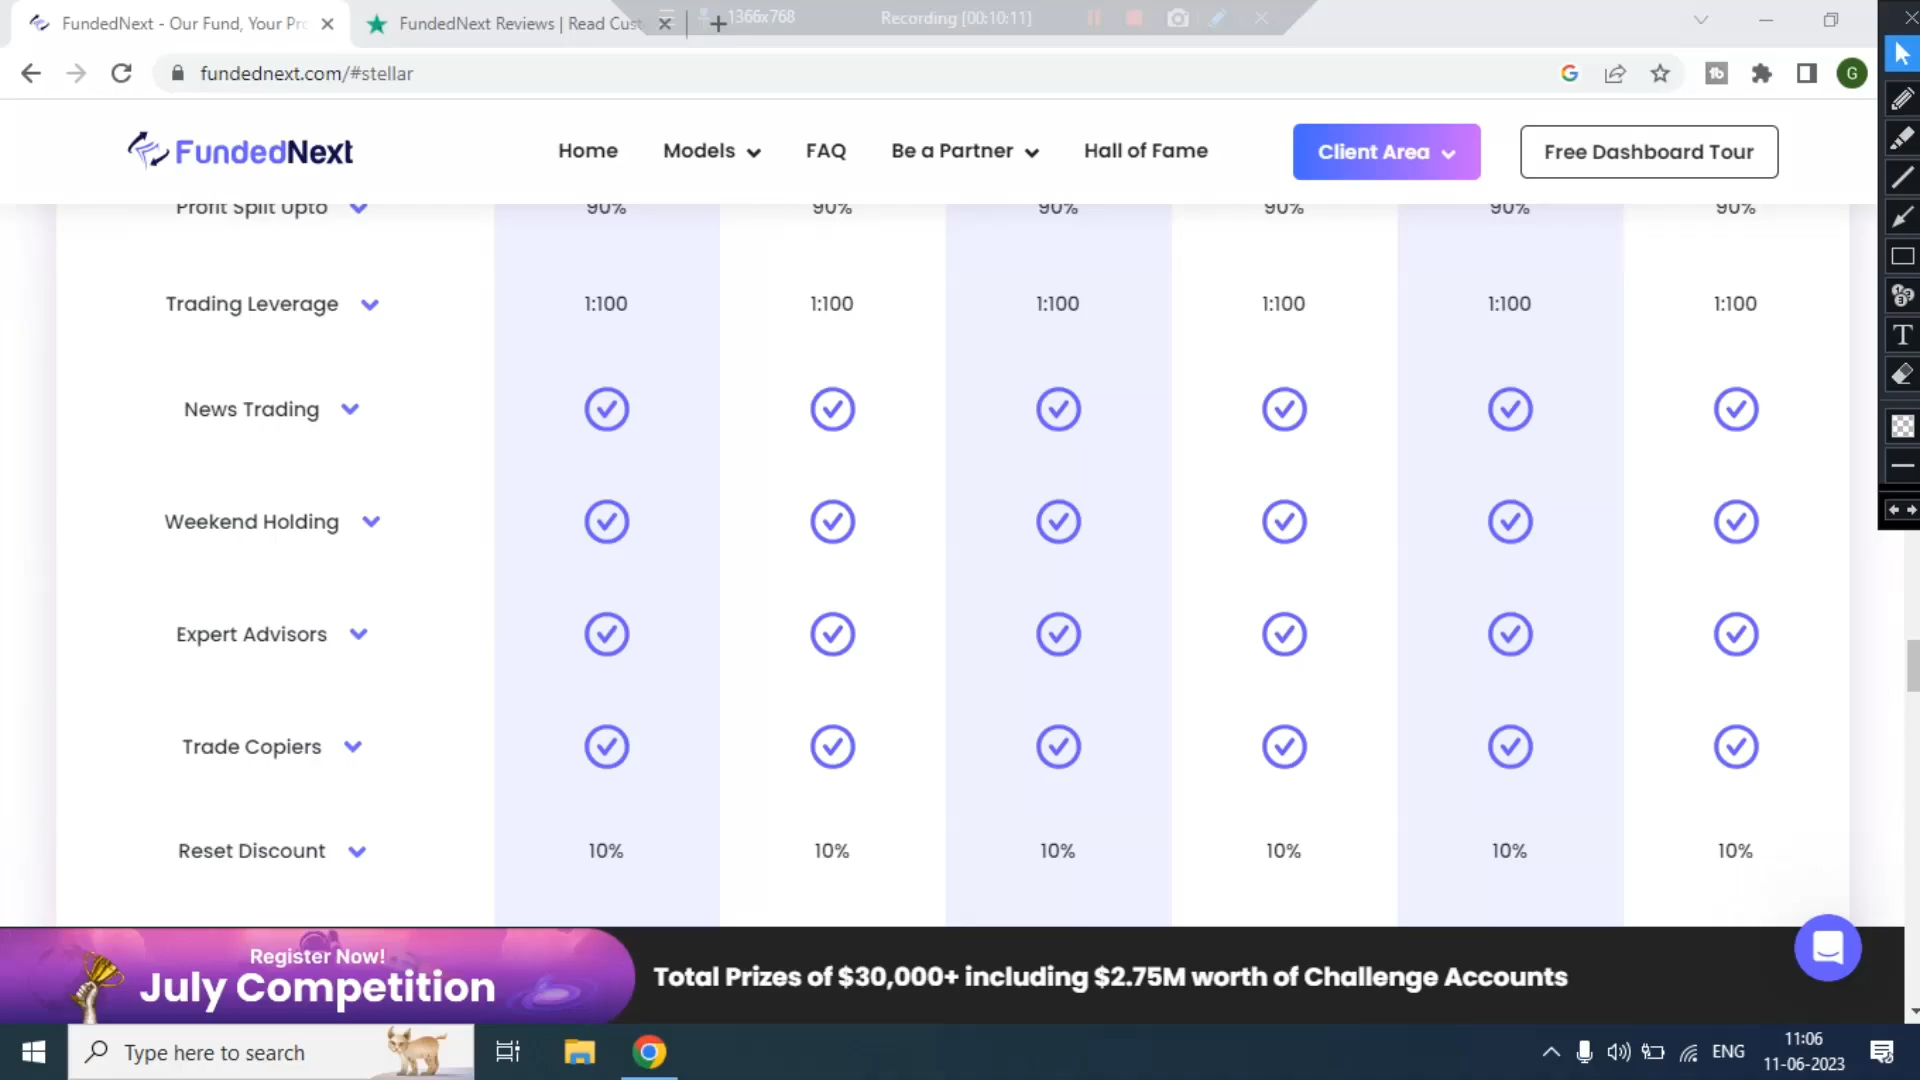 FundedNext - Our Fund, Your Pro
FundedNext Reviews | Read Cust
1366x768
Recording [00:10:11]
fundednext.com/#stellar
G
FundedNext
Home
Models
FAQ
Be a Partner
Hall of Fame
Client Area
Free Dashboard Tour
Profit Split Upto 90% 90% 90% 90% 90% 90%
Trading Leverage 1:100 1:100 1:100 1:100 1:100 1:100
News Trading
Weekend Holding
Expert Advisors
Trade Copiers
Reset Discount 10% 10% 10% 10% 10% 10%
Register Now!
July Competition
Total Prizes of $30,000+ including $2.75M worth of Challenge Accounts
Type here to search
ENG
11:06
11-06-2023